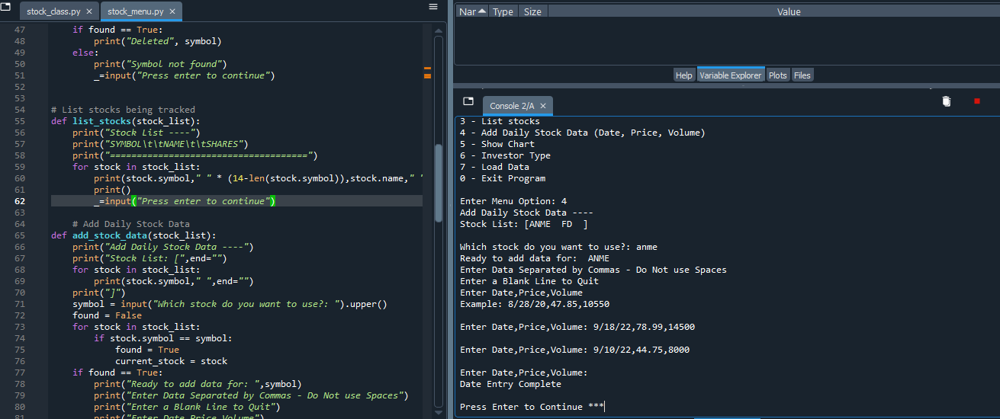 stock_class.py × stock_menu.py ×
47 if found == True:
48 print("Deleted", symbol)
49 else:
50 print("Symbol not found")
51 _=input("Press enter to continue")
52
53
54 # List stocks being tracked
55 def list_stocks(stock_list):
56 print("Stock List ----")
57 print("SYMBOL\t\tNAME\t\tSHARES")
58 print("=====================================")
59 for stock in stock_list:
60 print(stock.symbol," " * (14-len(stock.symbol)),stock.name," "
61 print()
62 _=input("Press enter to continue")
63
64 # Add Daily Stock Data
65 def add_stock_data(stock_list):
66 print("Add Daily Stock Data ----")
67 print("Stock List: [",end="")
68 for stock in stock_list:
69 print(stock.symbol," ",end="")
70 print("]")
71 symbol = input("Which stock do you want to use?: ").upper()
72 found = False
73 for stock in stock_list:
74 if stock.symbol == symbol:
75 found = True
76 current_stock = stock
77 if found == True:
78 print("Ready to add data for: ",symbol)
79 print("Enter Data Separated by Commas - Do Not use Spaces")
80 print("Enter a Blank Line to Quit")
81 print("Enter Date,Price,Volume")
Nar Type Size Value
Help Variable Explorer Plots Files
Console 2/A ×
3 - List stocks
4 - Add Daily Stock Data (Date, Price, Volume)
5 - Show Chart
6 - Investor Type
7 - Load Data
0 - Exit Program
Enter Menu Option: 4
Add Daily Stock Data ----
Stock List: [ANME  FD  ]
Which stock do you want to use?: anme
Ready to add data for:  ANME
Enter Data Separated by Commas - Do Not use Spaces
Enter a Blank Line to Quit
Enter Date,Price,Volume
Example: 8/28/20,47.85,10550
Enter Date,Price,Volume: 9/18/22,78.99,14500
Enter Date,Price,Volume: 9/10/22,44.75,8000
Enter Date,Price,Volume:
Date Entry Complete
Press Enter to Continue ***